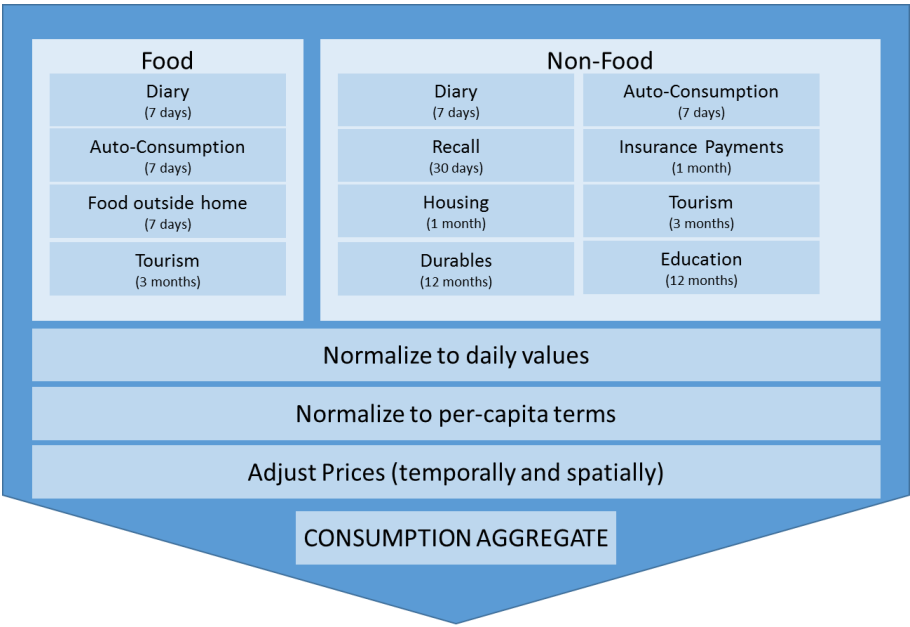 Food
Diary
(7 days)
Auto-Consumption
(7 days)
Food outside home
(7 days)
Tourism
(3 months)
Non-Food
Diary
(7 days)
Recall
(30 days)
Housing
(1 month)
Durables
(12 months)
Auto-Consumption
(7 days)
Insurance Payments
(1 month)
Tourism
(3 months)
Education
(12 months)
Normalize to daily values
Normalize to per-capita terms
Adjust Prices (temporally and spatially)
CONSUMPTION AGGREGATE